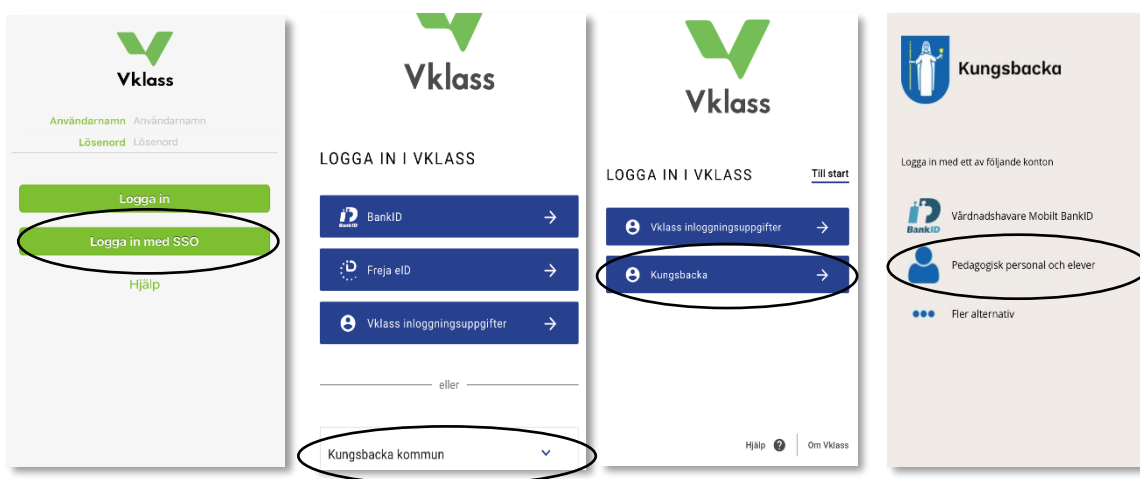 Vklass
Användarnamn Användarnamn
Lösenord Lösenord
Logga in
Logga in med SSO
Hjälp
Vklass
LOGGA IN I VKLASS
BankID BankID
Freja eID
Vklass inloggningsuppgifter
eller
Kungsbacka kommun
Vklass
LOGGA IN I VKLASS Till start
Vklass inloggningsuppgifter
Kungsbacka
Hjälp ? Om Vklass
Kungsbacka
Logga in med ett av följande konton
BankID Vårdnadshavare Mobilt BankID
Pedagogisk personal och elever
Fler alternativ